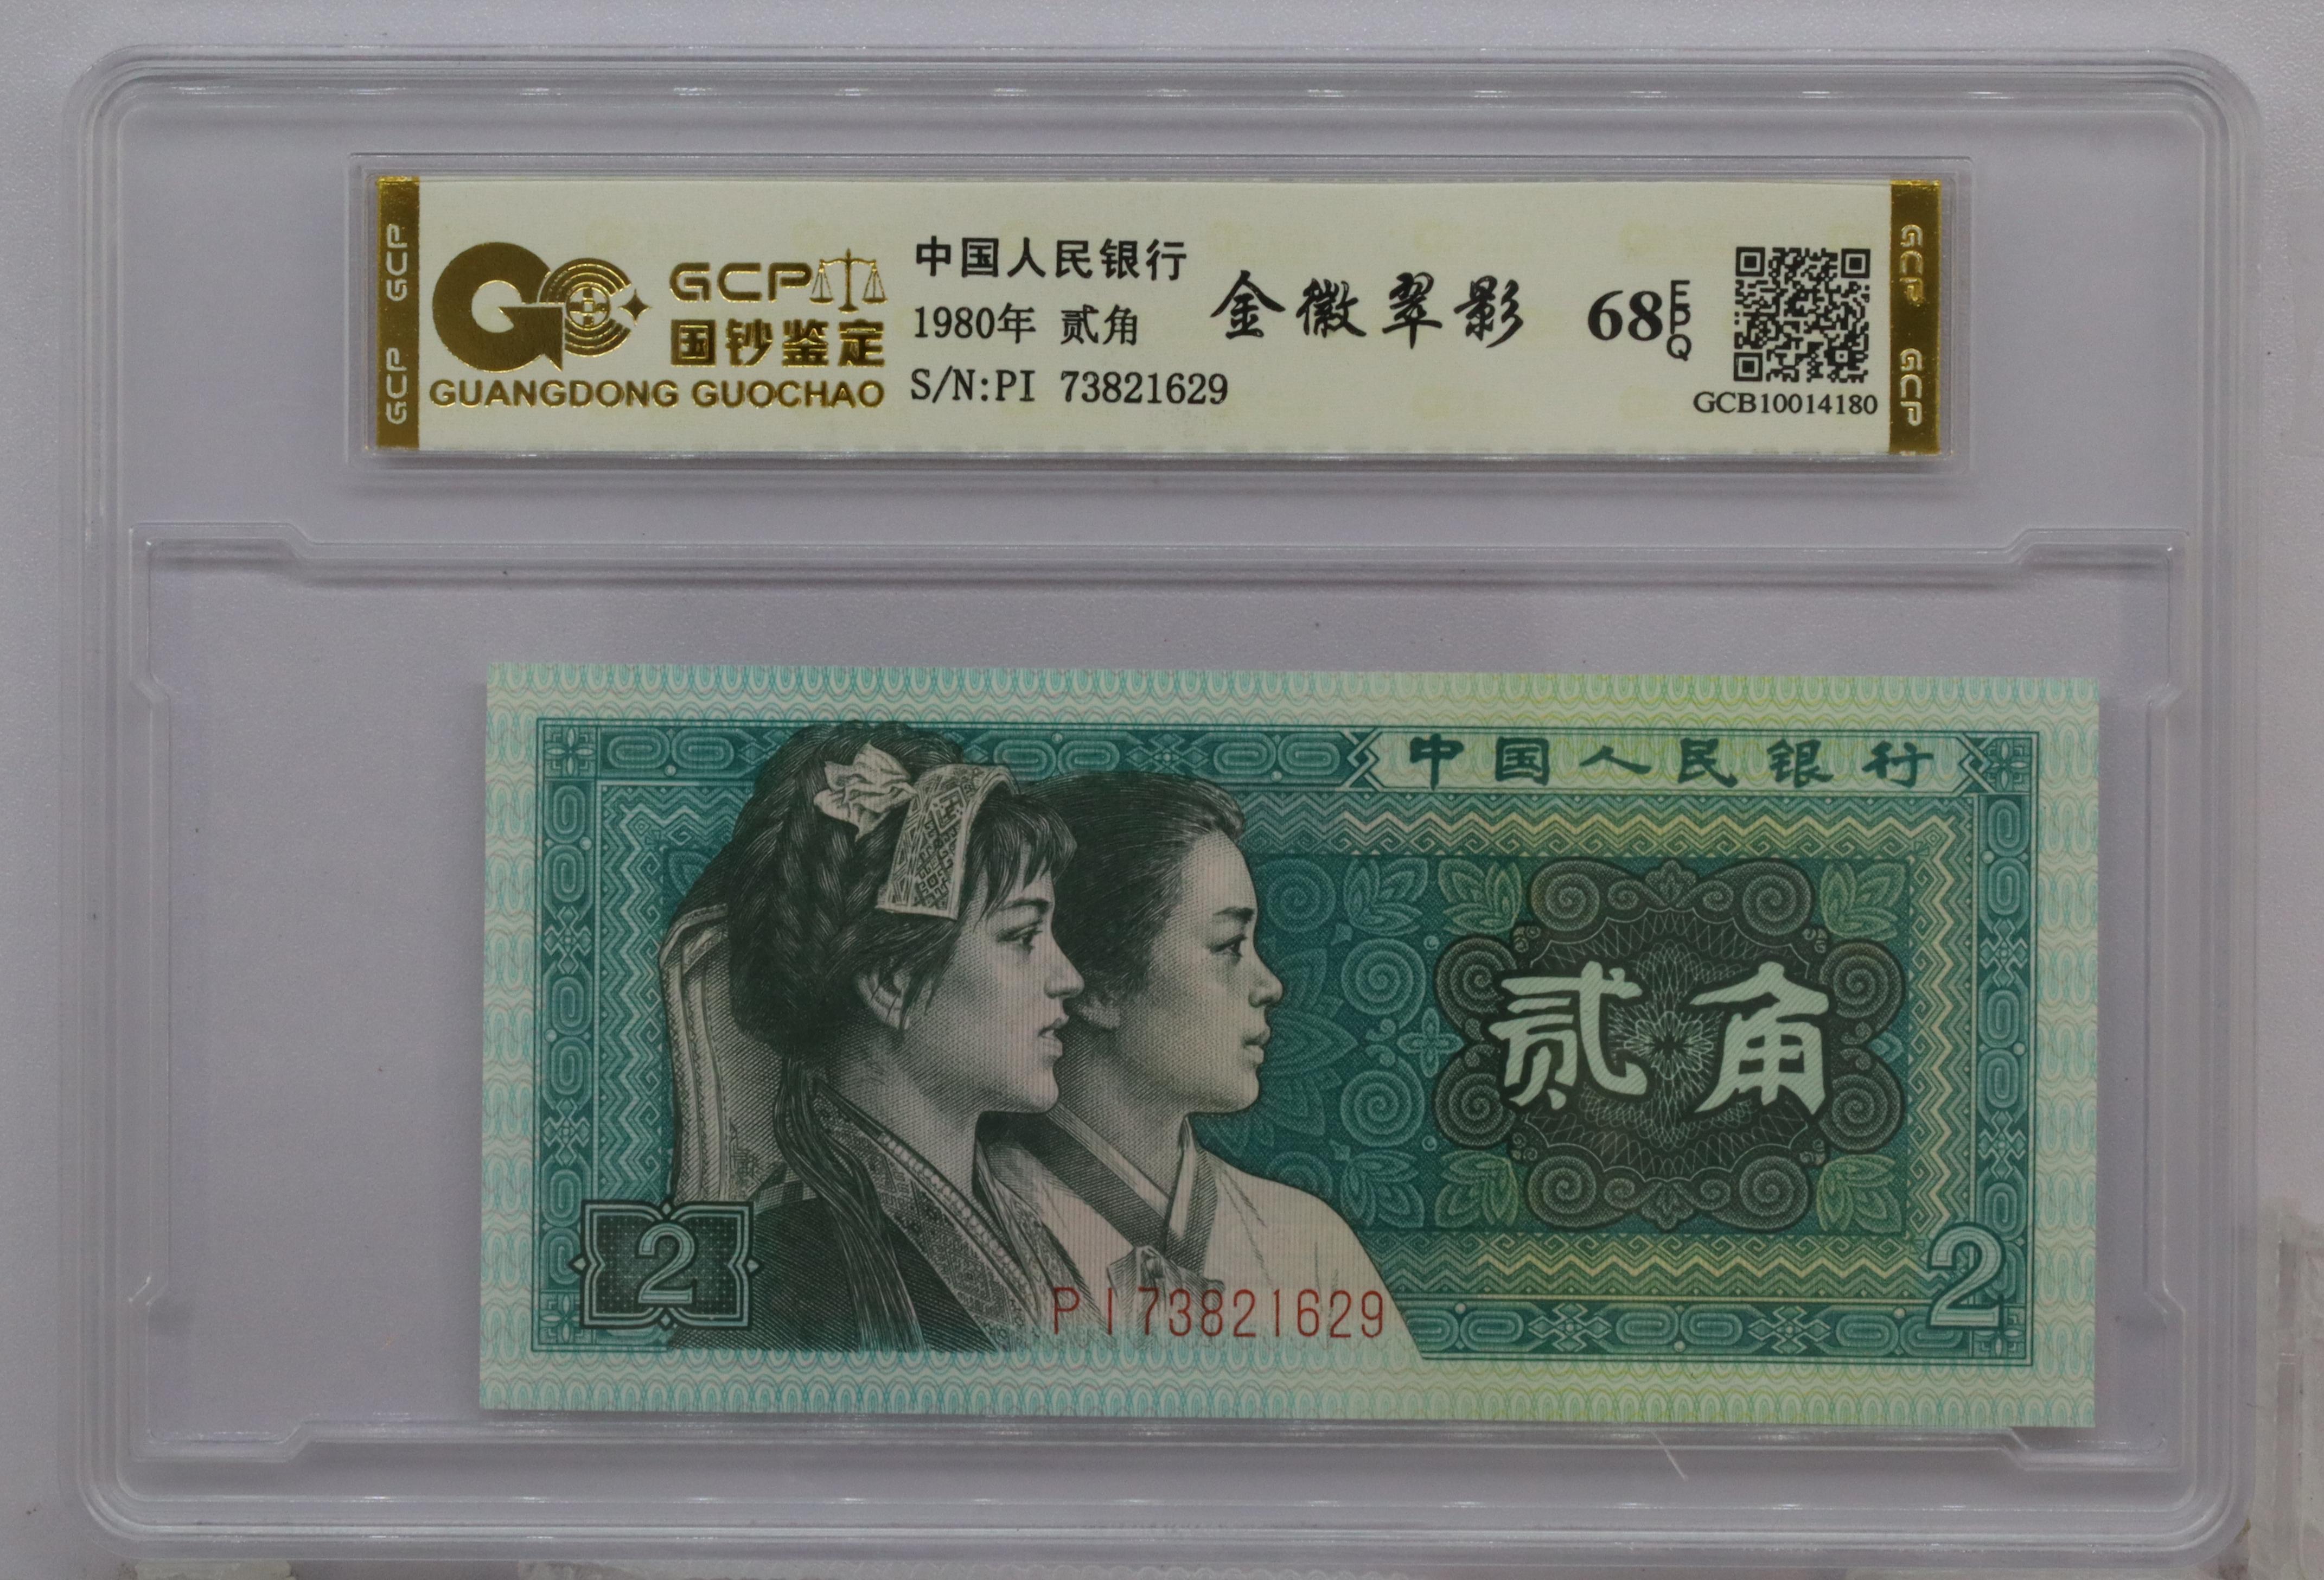 GCP GCP
GCP
国钞鉴定
GUANGDONG GUOCHAO
中国人民银行
1980年 贰角
S/N:PI 73821629
金徽翠影
68 EPQ
GCB10014180
GCP GCP
中国人民银行
贰角
2
PI73821629
2